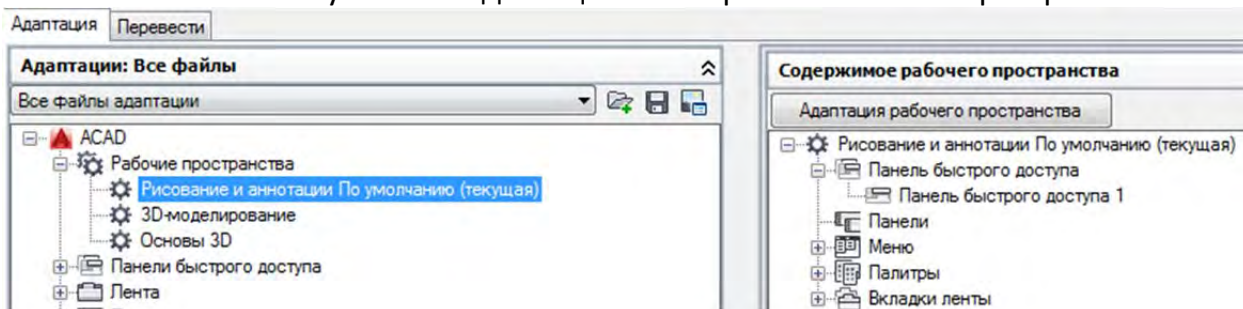 Адаптация Перевести
Адаптации: Все файлы
Все файлы адаптации
ACAD
Рабочие пространства
Рисование и аннотации По умолчанию (текущая)
3D-моделирование
Основы 3D
Панели быстрого доступа
Лента
Содержимое рабочего пространства
Адаптация рабочего пространства
Рисование и аннотации По умолчанию (текущая)
Панель быстрого доступа
Панель быстрого доступа 1
Панели
Меню
Палитры
Вкладки ленты